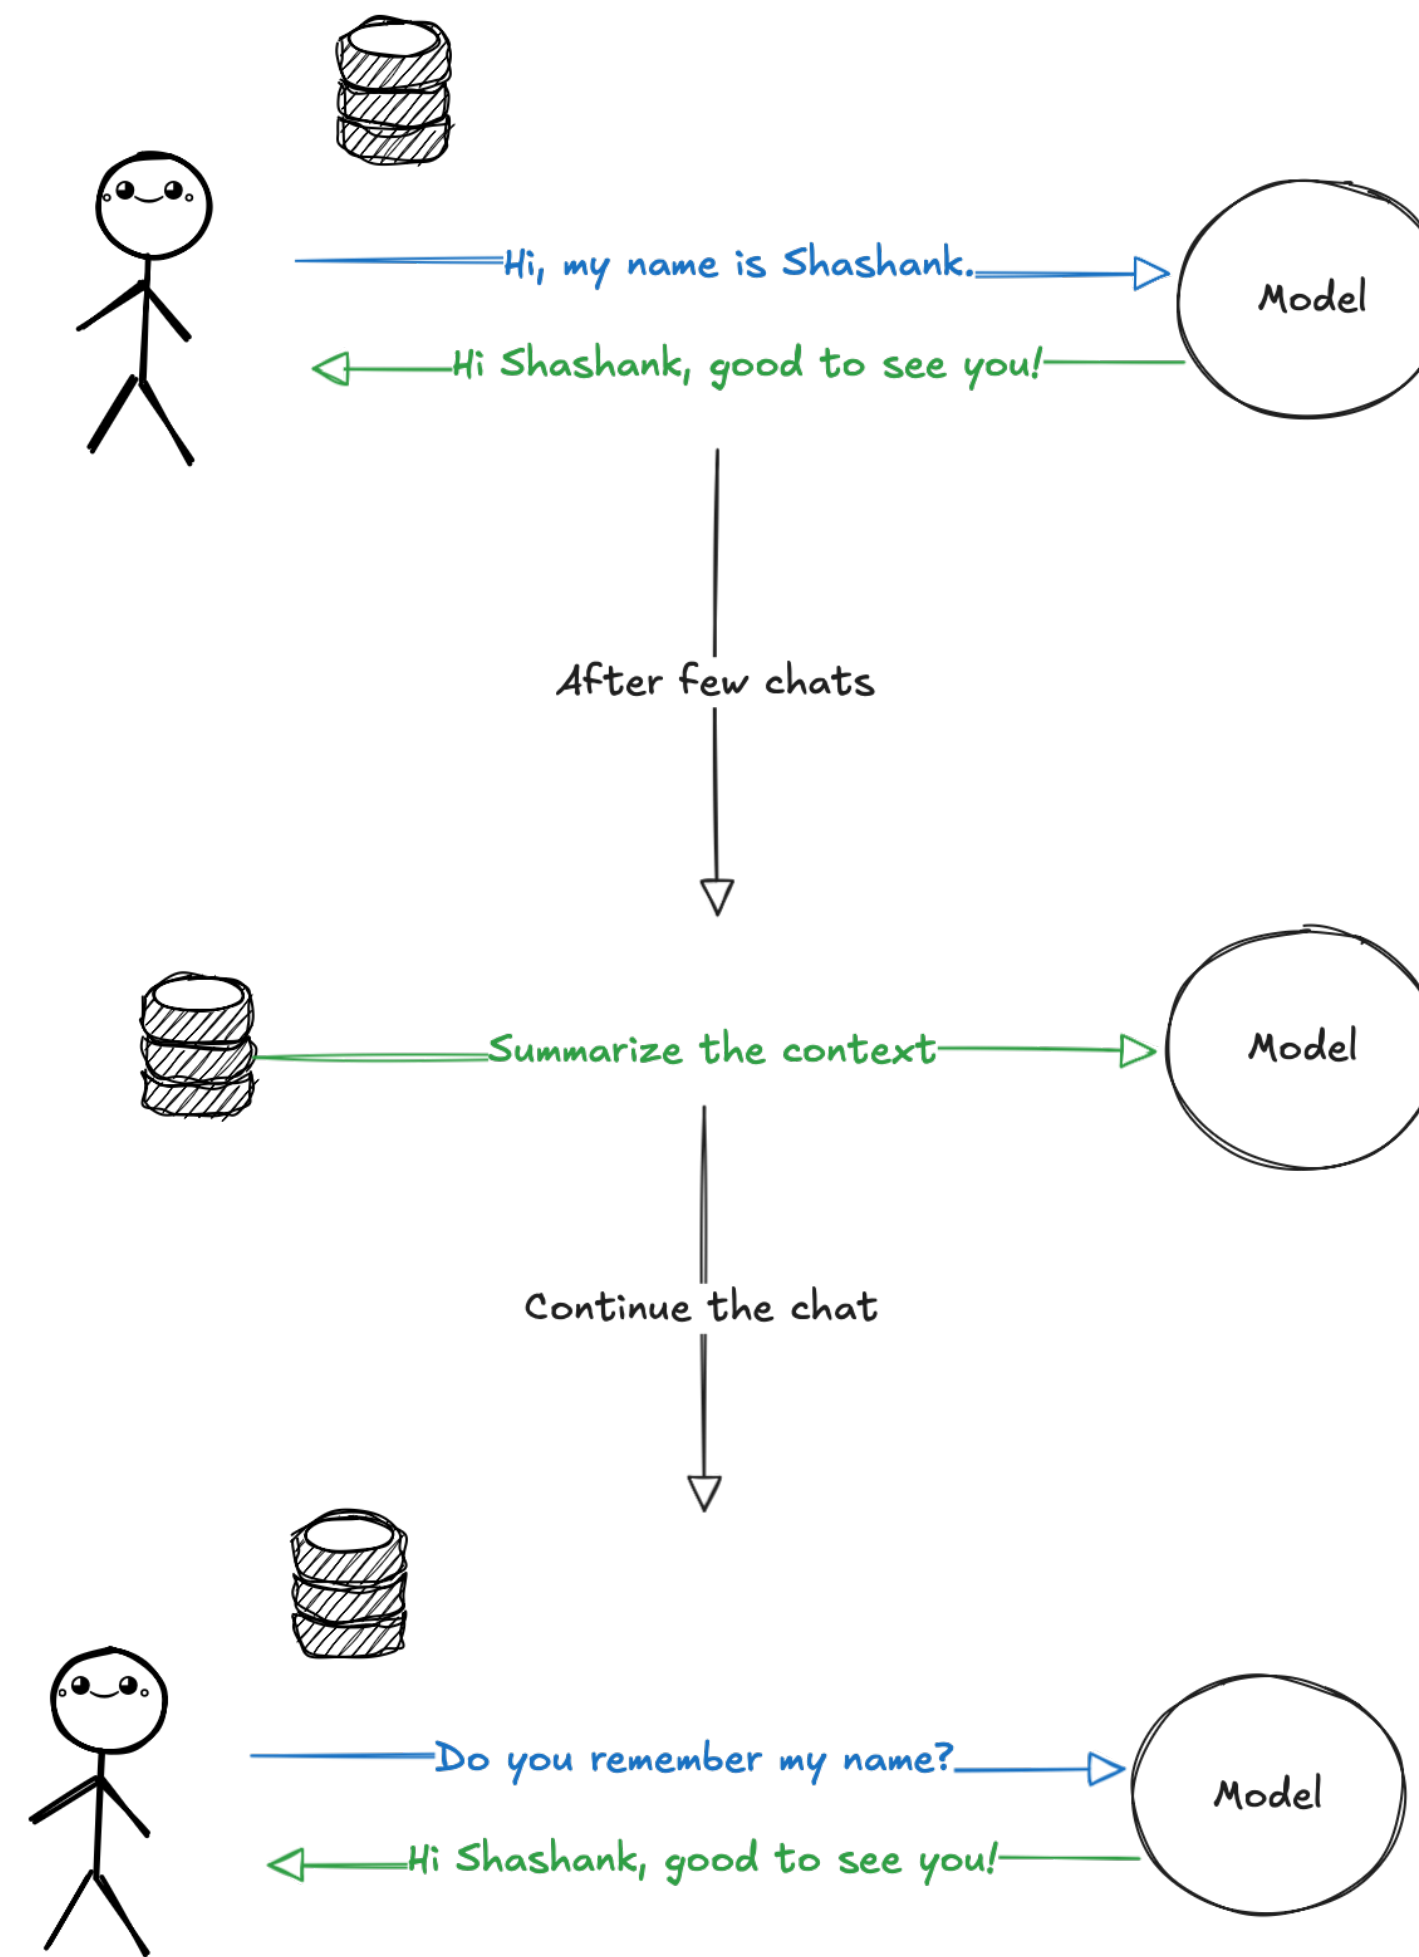 Hi, my name is Shashank.
Model
Hi Shashank, good to see you!
After few chats
Summarize the context
Model
Continue the chat
Do you remember my name?
Model
Hi Shashank, good to see you!